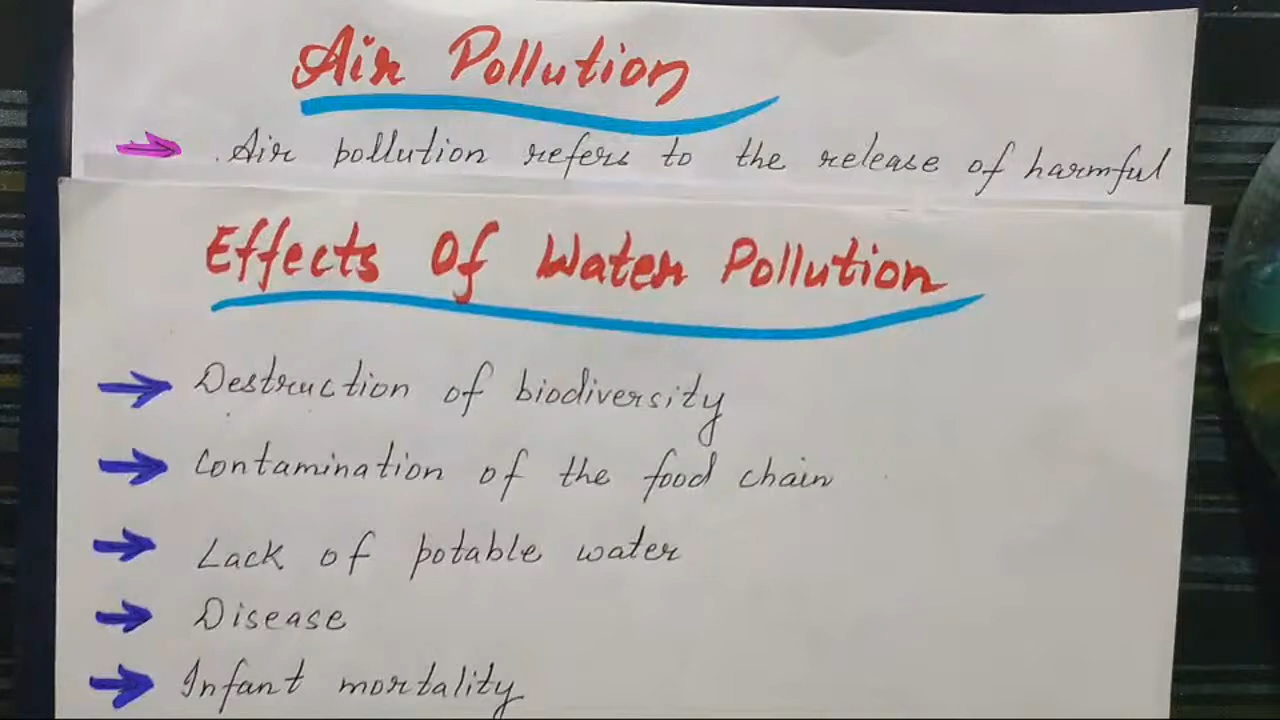 Air Pollution
Air pollution refers to the release of harmful
Effects Of Water Pollution
Destruction of biodiversity
Contamination of the food chain
Lack of potable water
Disease
Infant mortality